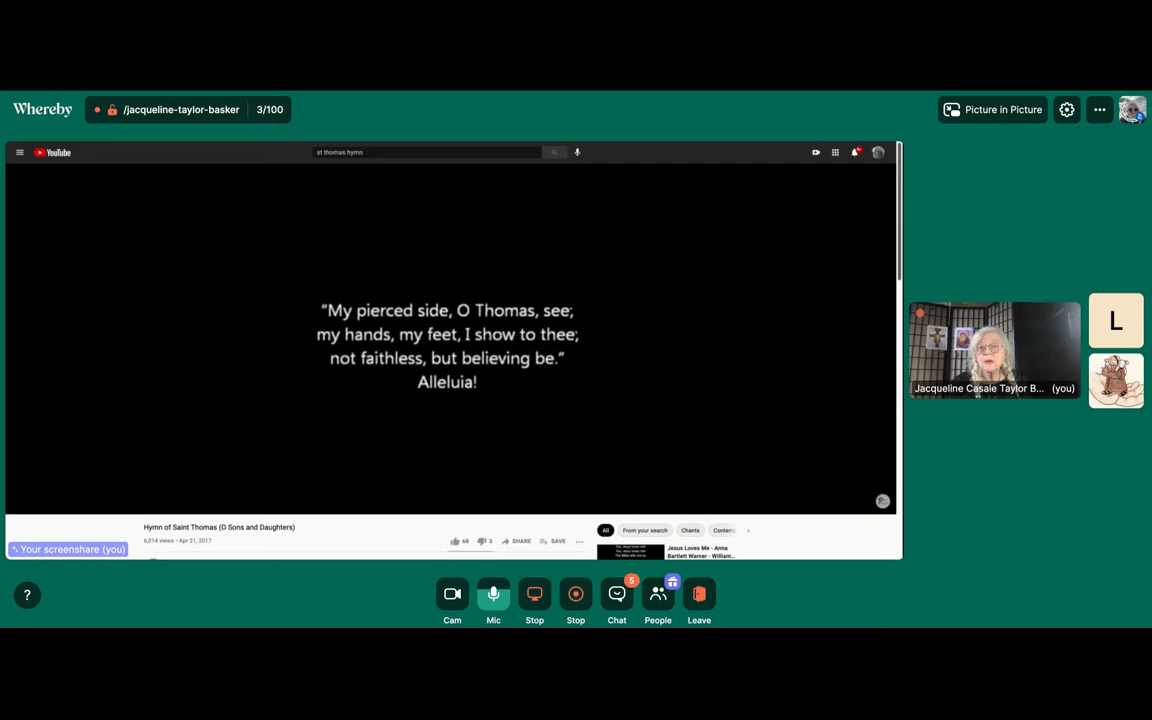 Whereby
/jacqueline-taylor-basker
3/100
Picture in Picture
YouTube
st thomas hymn
9+
“My pierced side, O Thomas, see;
my hands, my feet, I show to thee;
not faithless, but believing be.”
Alleluia!
L
Jacqueline Casale Taylor B... (you)
Hymn of Saint Thomas (O Sons and Daughters)
6,014 views • Apr 21, 2017
68
3
SHARE
SAVE
All
From your search
Chants
Contem
Jesus Loves Me - Anna
Bartlett Warner - William...
Your screenshare (you)
?
5
Cam
Mic
Stop
Stop
Chat
People
Leave